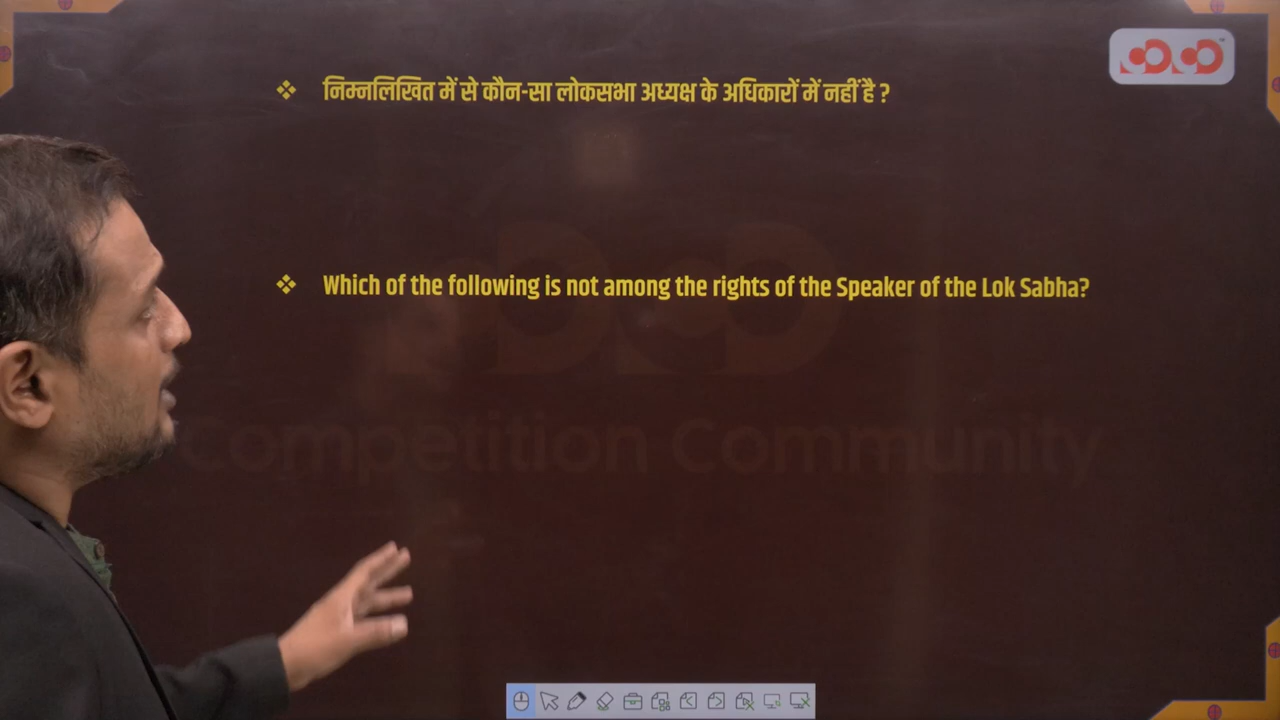 ❖ निम्नलिखित में से कौन-सा लोकसभा अध्यक्ष के अधिकारों में नहीं है ?
❖ Which of the following is not among the rights of the Speaker of the Lok Sabha?
Competition Community